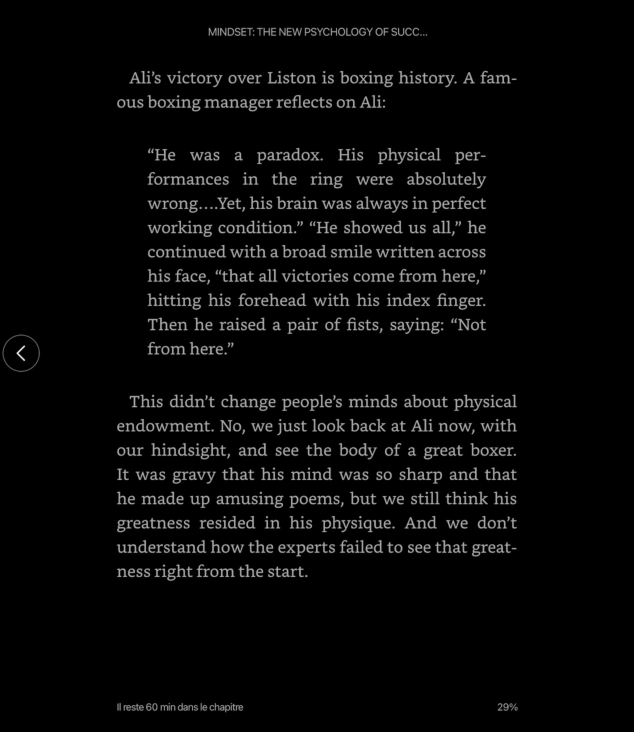 MINDSET: THE NEW PSYCHOLOGY OF SUCC...
Ali’s victory over Liston is boxing history. A fam-
ous boxing manager reflects on Ali:
“He was a paradox. His physical per-
formances in the ring were absolutely
wrong....Yet, his brain was always in perfect
working condition.” “He showed us all,” he
continued with a broad smile written across
his face, “that all victories come from here,”
hitting his forehead with his index finger.
Then he raised a pair of fists, saying: “Not
from here.”
This didn’t change people’s minds about physical
endowment. No, we just look back at Ali now, with
our hindsight, and see the body of a great boxer.
It was gravy that his mind was so sharp and that
he made up amusing poems, but we still think his
greatness resided in his physique. And we don’t
understand how the experts failed to see that great-
ness right from the start.
Il reste 60 min dans le chapitre
29%